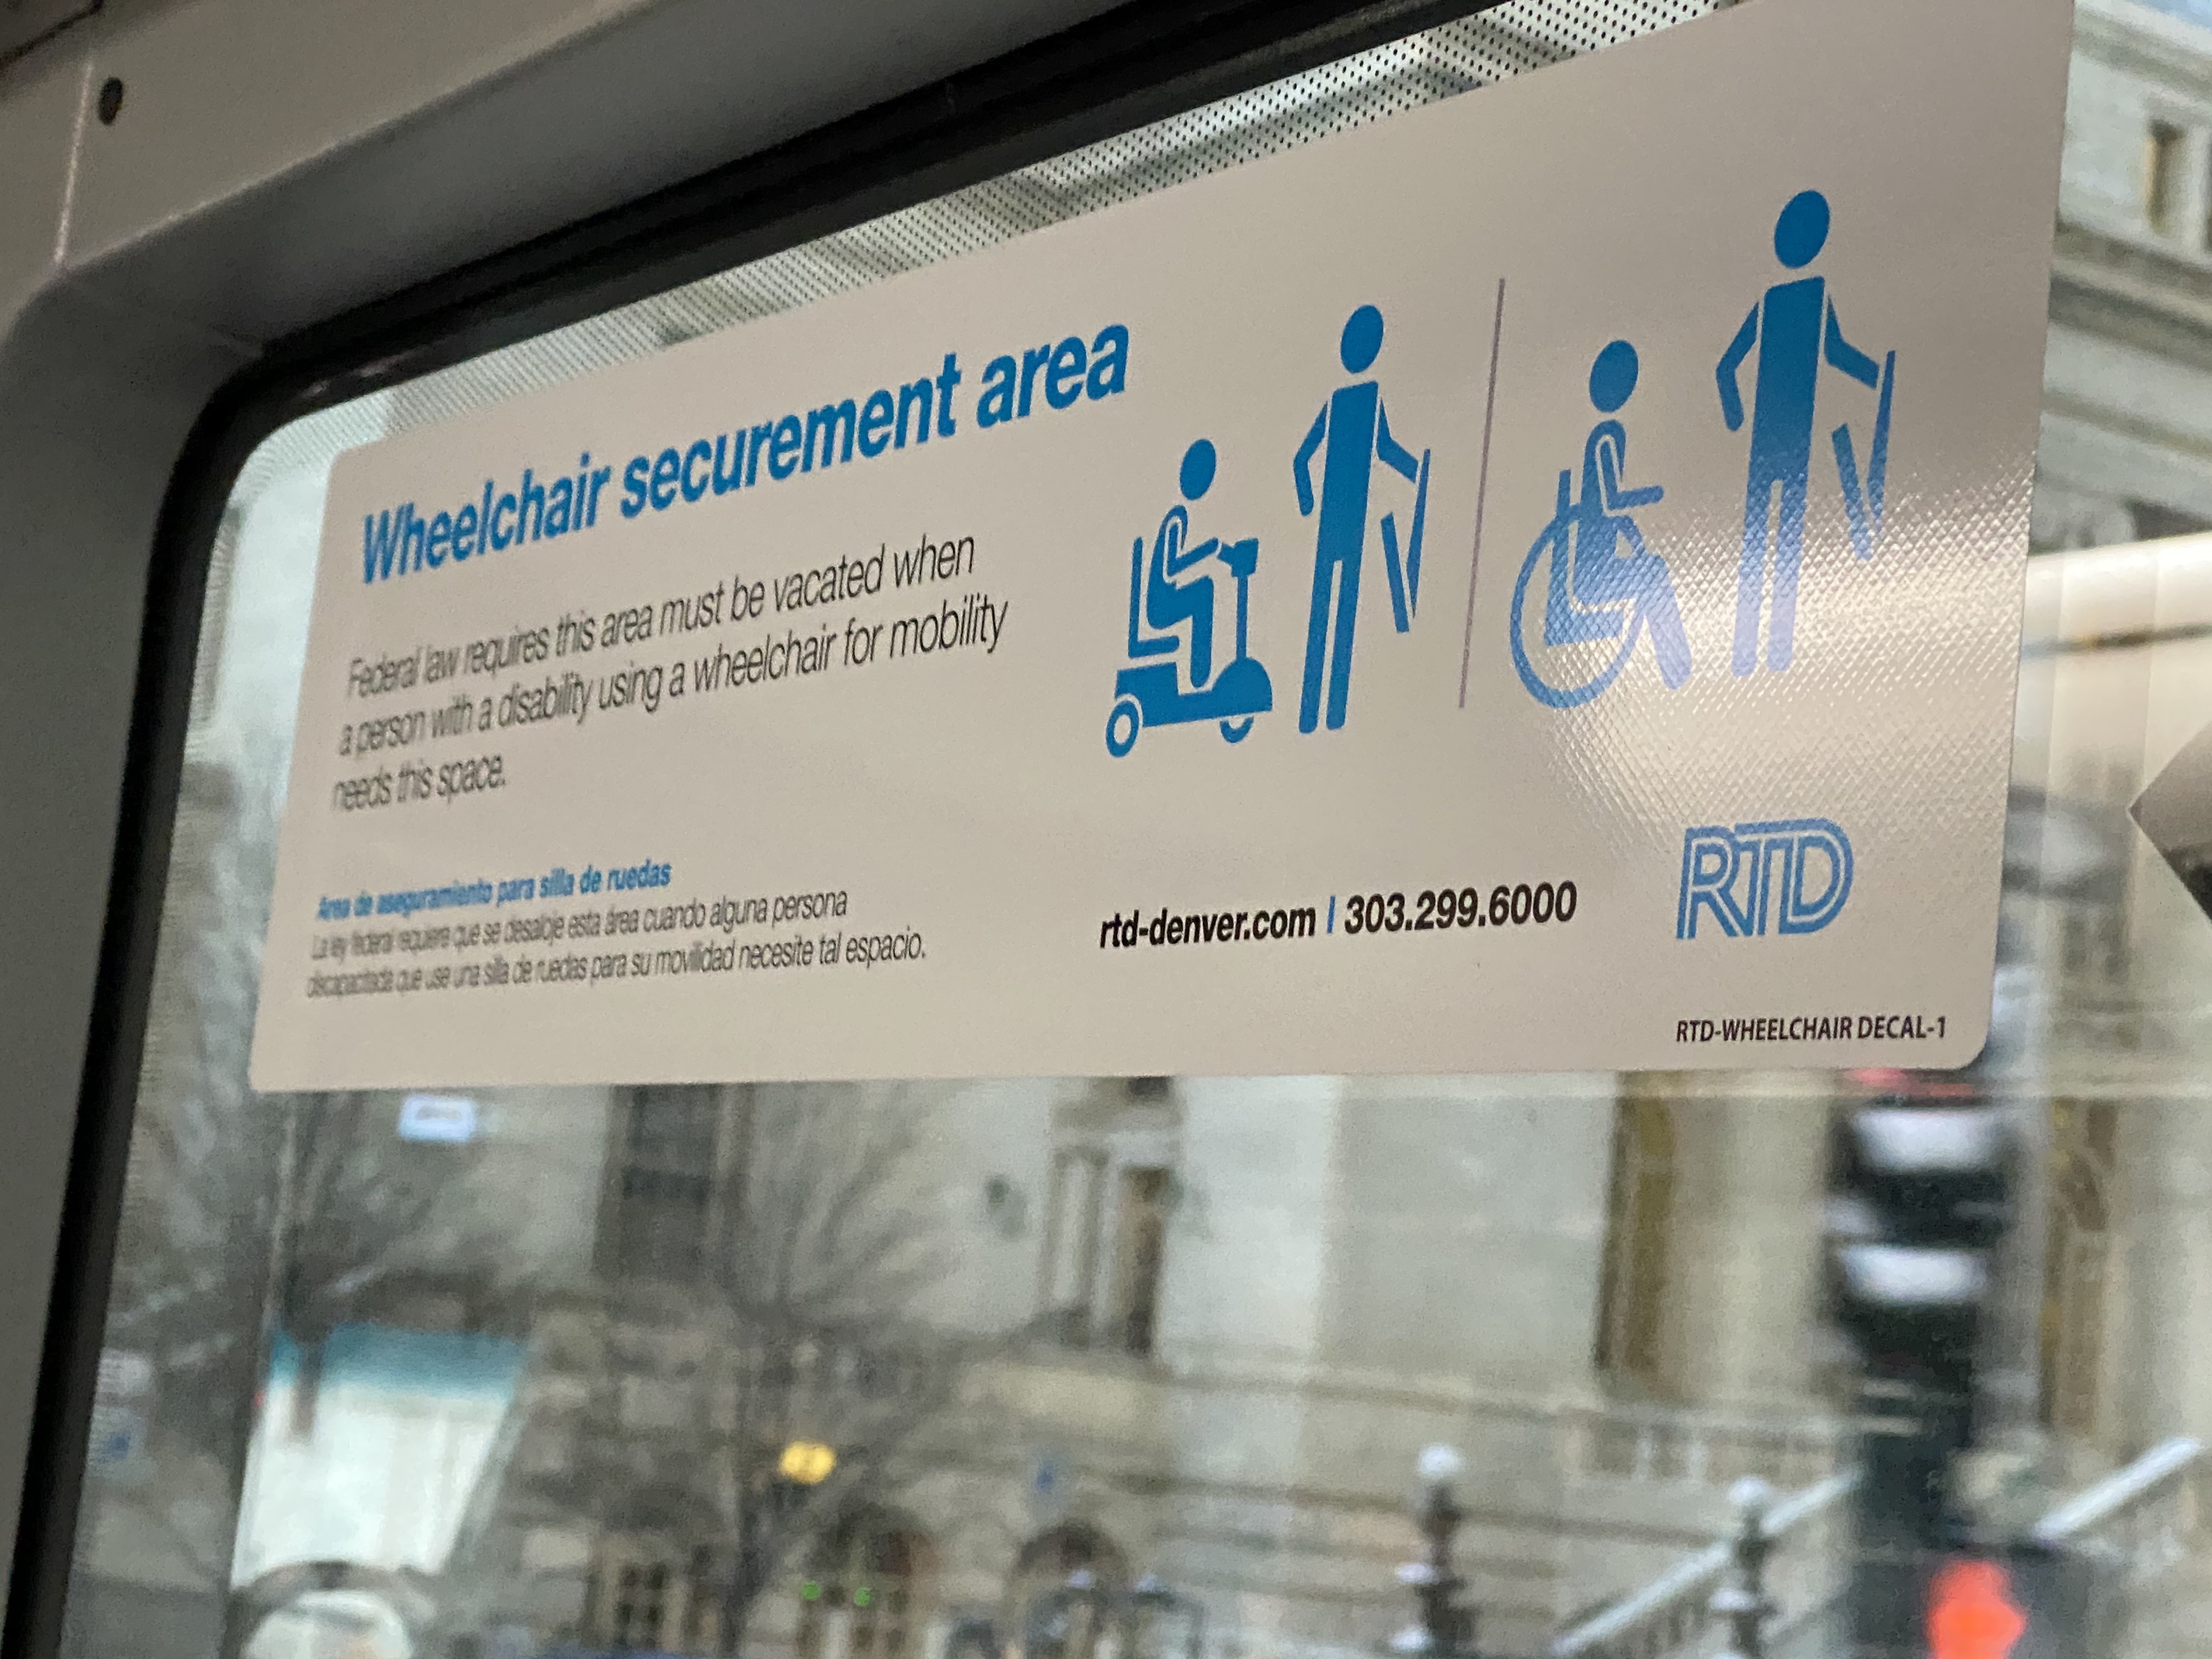 Wheelchair securement area
Federal law requires this area must be vacated when
a person with a disability using a wheelchair for mobility
needs this space.
Área de aseguramiento para silla de ruedas
La ley federal requiere que se desaloje esta área cuando alguna persona
discapacitada que use una silla de ruedas para su movilidad necesite tal espacio.
rtd-denver.com | 303.299.6000
RTD
RTD-WHEELCHAIR DECAL-1